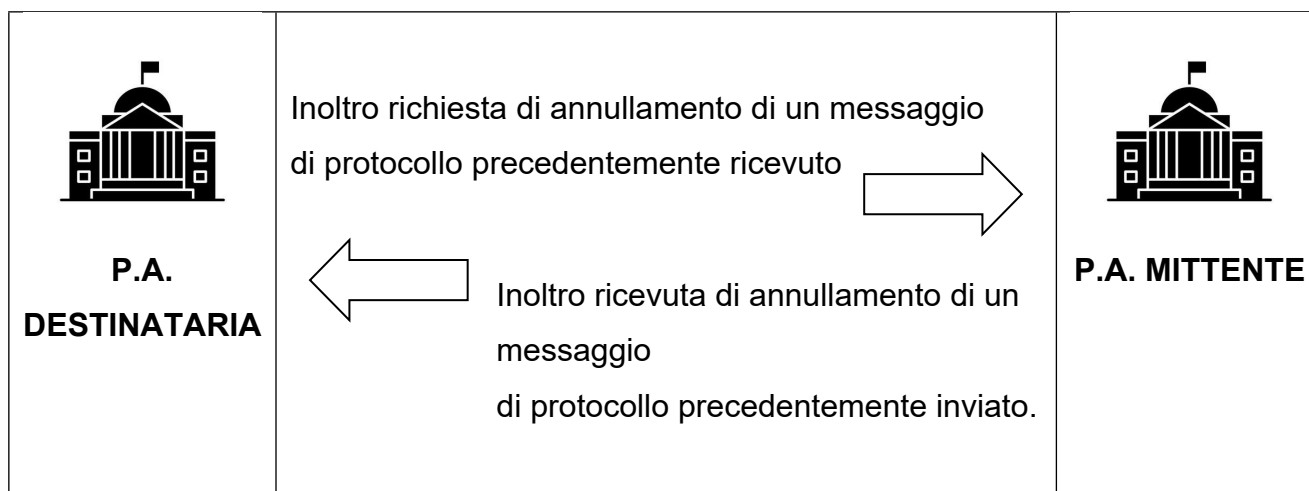 P.A.
DESTINATARIA
Inoltro richiesta di annullamento di un messaggio
di protocollo precedentemente ricevuto
Inoltro ricevuta di annullamento di un
messaggio
di protocollo precedentemente inviato.
P.A. MITTENTE